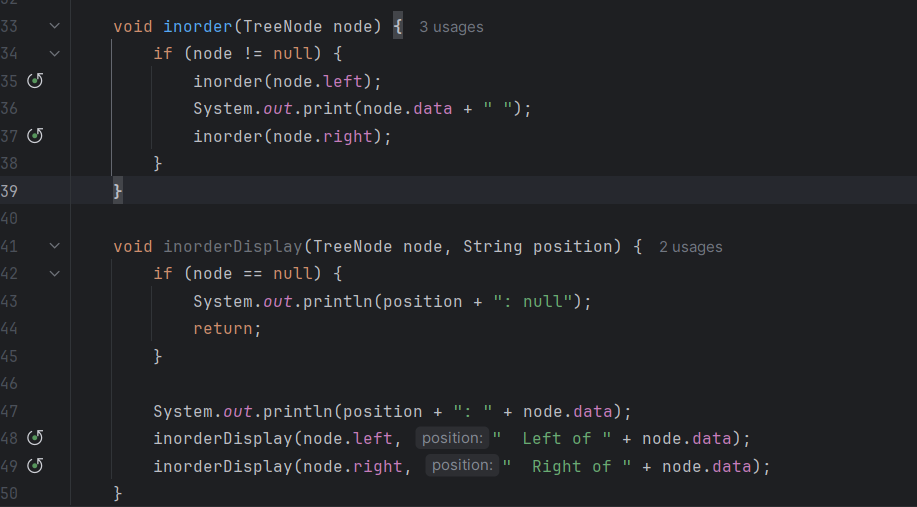 33 void inorder(TreeNode node) { 3 usages
34 if (node != null) {
35 inorder(node.left);
36 System.out.print(node.data + " ");
37 inorder(node.right);
38 }
39 }
40
41 void inorderDisplay(TreeNode node, String position) { 2 usages
42 if (node == null) {
43 System.out.println(position + ": null");
44 return;
45 }
46
47 System.out.println(position + ": " + node.data);
48 inorderDisplay(node.left, position: "  Left of " + node.data);
49 inorderDisplay(node.right, position: "  Right of " + node.data);
50 }